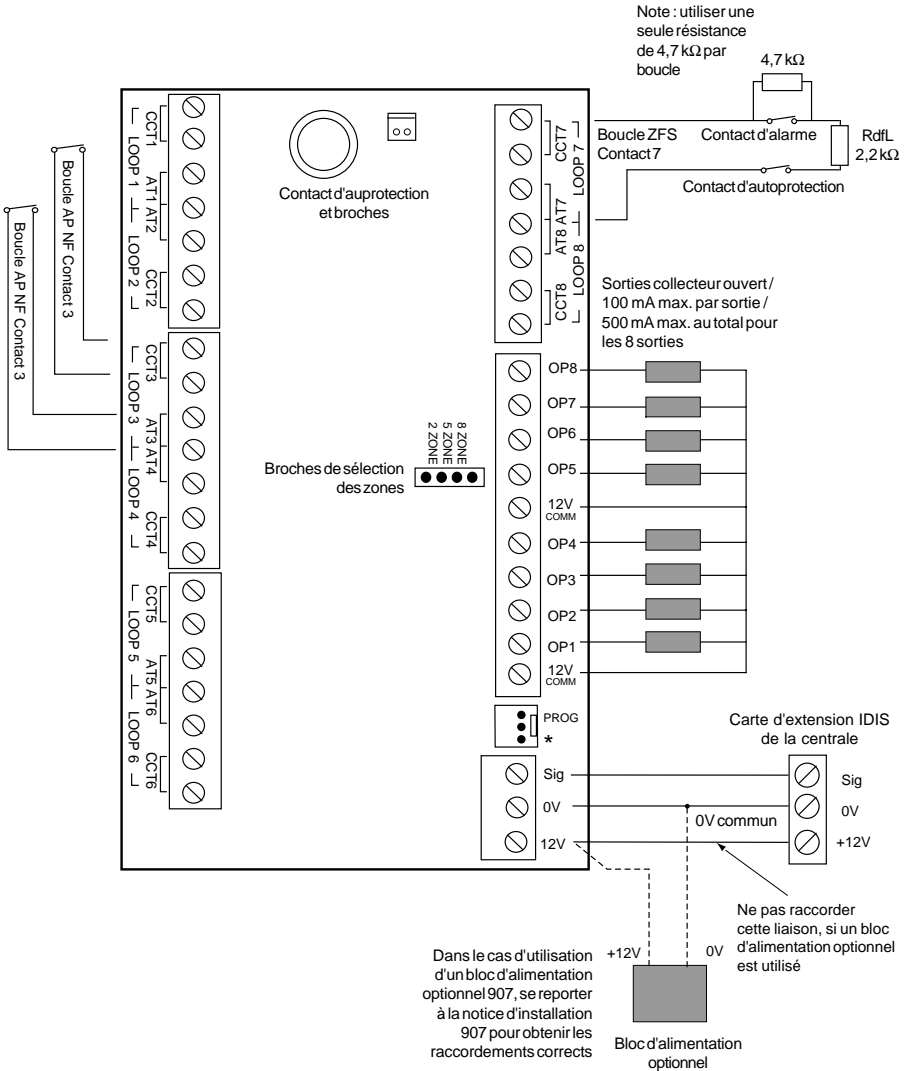 Note : utiliser une
seule résistance
de 4,7 kΩ par
boucle
4,7 kΩ
Boucle ZFS
Contact 7
Contact d'alarme
RdfL
2,2 kΩ
Contact d'autoprotection
CCT1
LOOP 1
AT1 AT2
LOOP 2
CCT2
Boucle AP NF Contact 3
Boucle AP NF Contact 3
Contact d'auprotection
et broches
CCT7
LOOP 7
AT8 AT7
LOOP 8
CCT8
Sorties collecteur ouvert /
100 mA max. par sortie /
500 mA max. au total pour
les 8 sorties
CCT3
LOOP 3
AT3 AT4
LOOP 4
CCT4
8 ZONE
5 ZONE
2 ZONE
Broches de sélection
des zones
OP8
OP7
OP6
OP5
12V
COMM
OP4
OP3
OP2
OP1
12V
COMM
CCT5
LOOP 5
AT5 AT6
LOOP 6
CCT6
PROG
*
Carte d'extension IDIS
de la centrale
Sig
0V
12V
0V commun
Sig
0V
+12V
Ne pas raccorder
cette liaison, si un bloc
d'alimentation optionnel
est utilisé
Dans le cas d'utilisation
d'un bloc d'alimentation
optionnel 907, se reporter
à la notice d'installation
907 pour obtenir les
raccordements corrects
+12V
0V
Bloc d'alimentation
optionnel